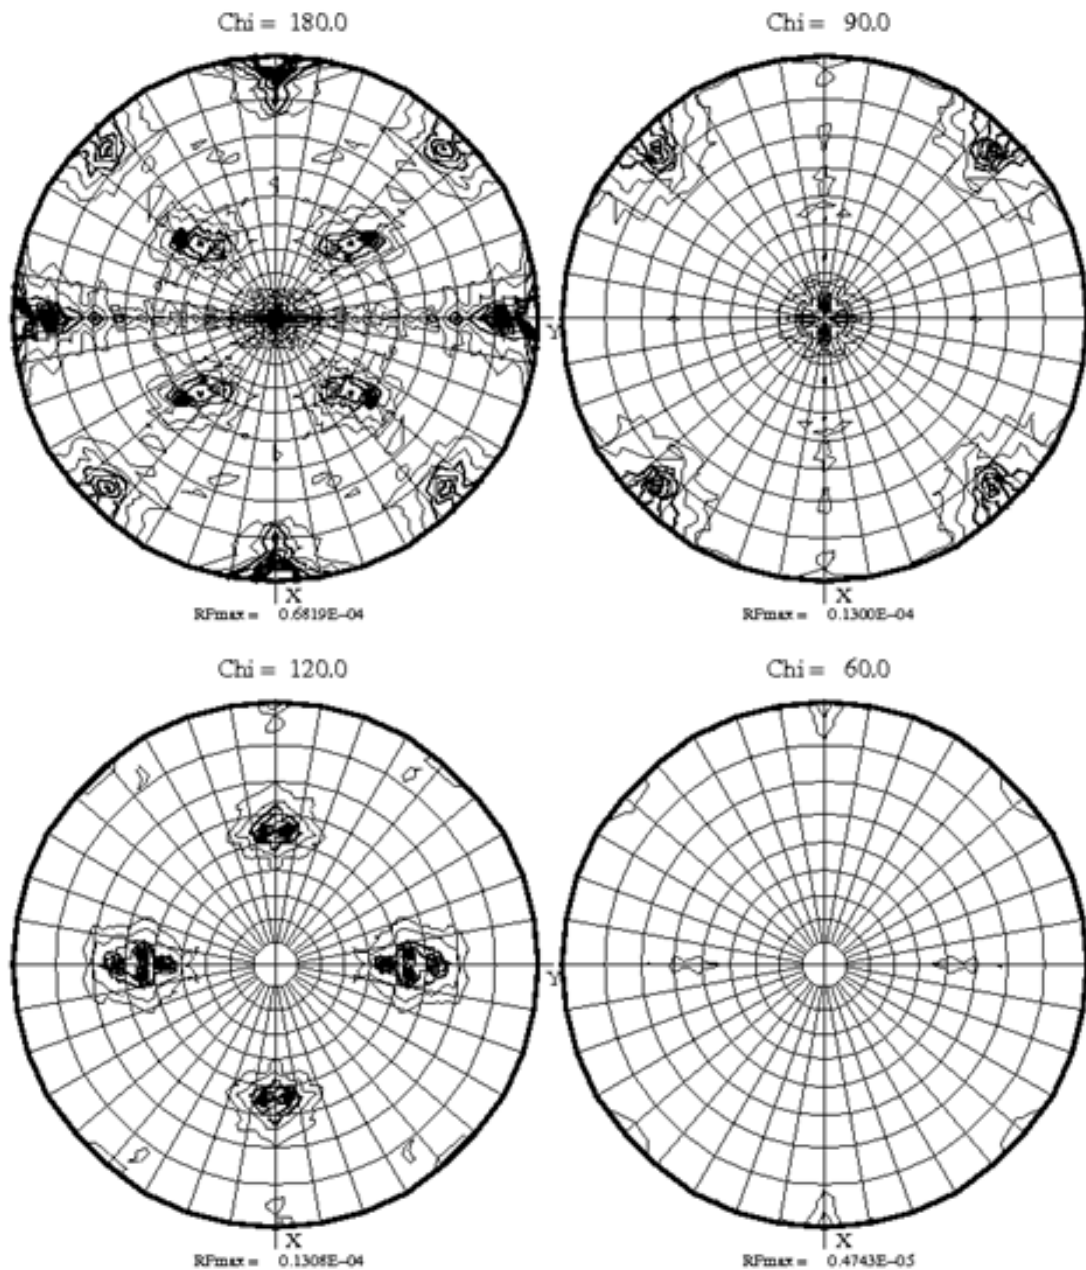 Chi = 180.0
Chi = 90.0
Y
X
X
RFmax = 0.6819E-04
RFmax = 0.1300E-04
Chi = 120.0
Chi = 60.0
Y
X
X
RFmax = 0.1308E-04
RFmax = 0.4743E-05